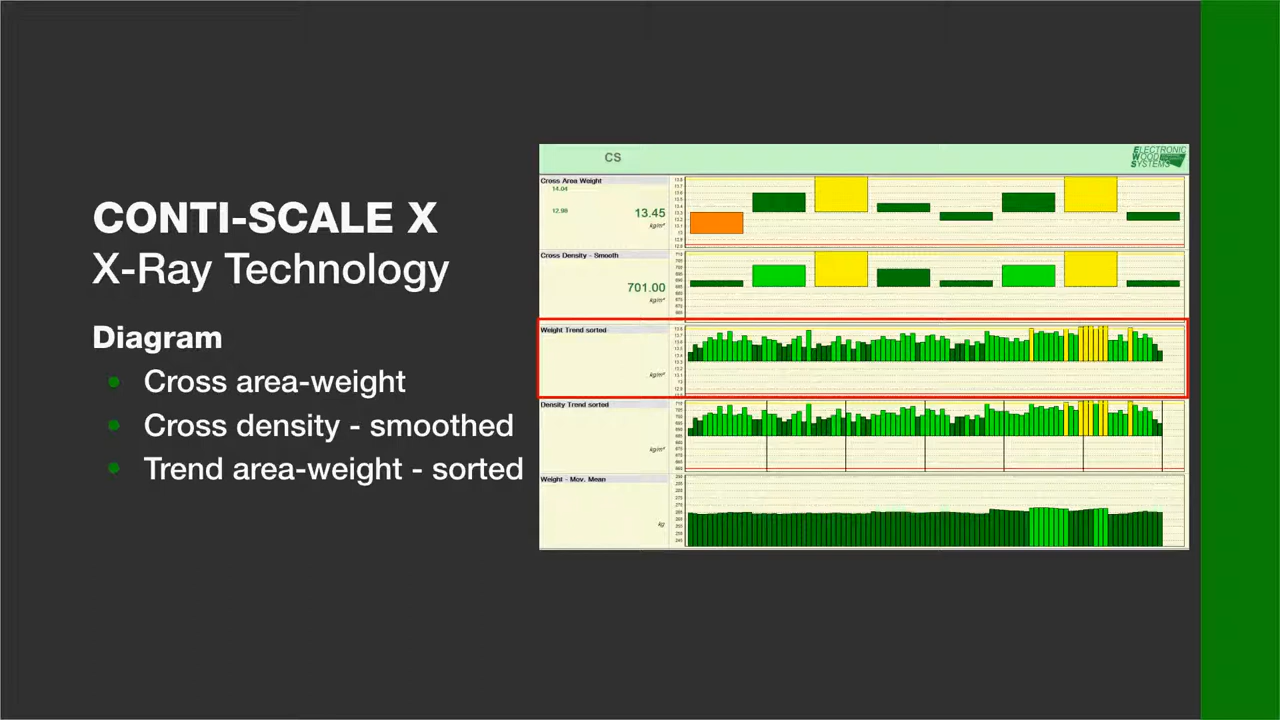 CONTI-SCALE X
X-Ray Technology
Diagram
Cross area-weight
Cross density - smoothed
Trend area-weight - sorted
CS
ELECTRONIC
WOOD
SYSTEMS
Cross Area Weight
14.04
12.98
13.45
kg/m²
Cross Density - Smooth
701.00
kg/m³
Weight Trend sorted
kg/m²
Density Trend sorted
kg/m³
Weight - Mov. Mean
kg